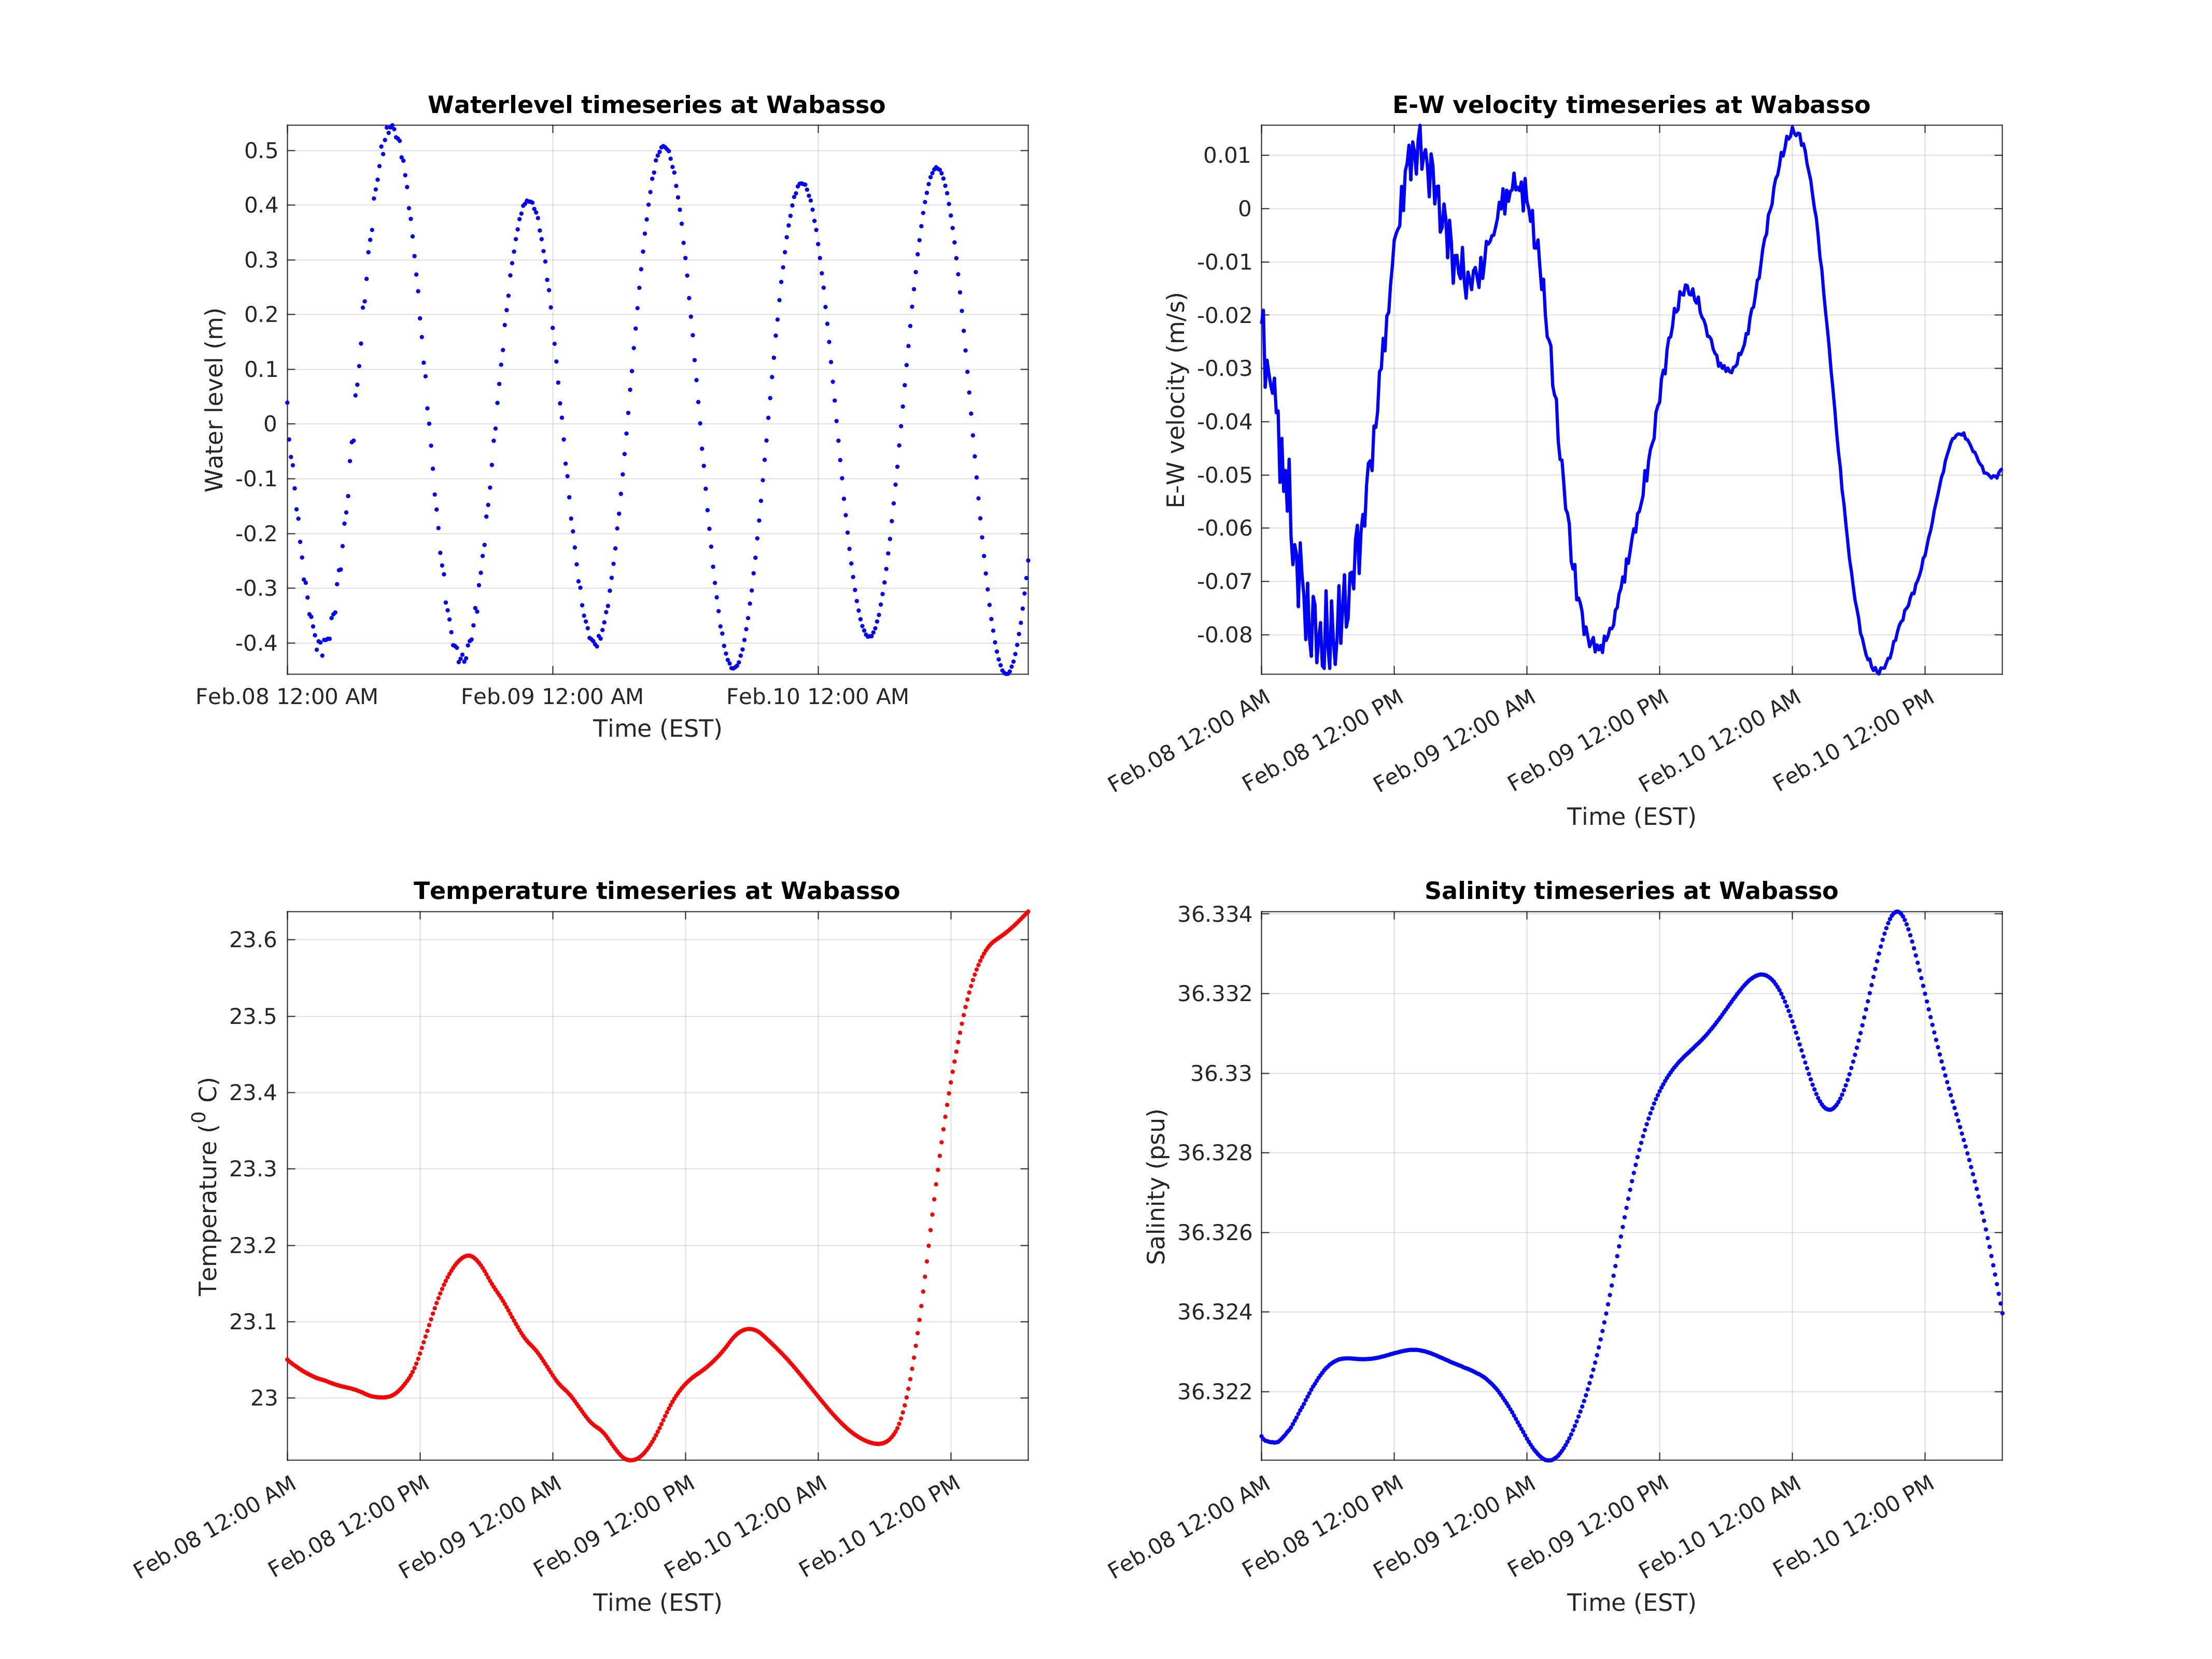 Waterlevel timeseries at Wabasso
0.5
0.4
0.3
0.2
0.1
0
-0.1
-0.2
-0.3
-0.4
Water level (m)
Feb.08 12:00 AM
Feb.09 12:00 AM
Feb.10 12:00 AM
Time (EST)
E-W velocity timeseries at Wabasso
0.01
0
-0.01
-0.02
-0.03
-0.04
-0.05
-0.06
-0.07
-0.08
E-W velocity (m/s)
Feb.08 12:00 AM
Feb.08 12:00 PM
Feb.09 12:00 AM
Feb.09 12:00 PM
Feb.10 12:00 AM
Feb.10 12:00 PM
Time (EST)
Temperature timeseries at Wabasso
23.6
23.5
23.4
23.3
23.2
23.1
23
Temperature (⁰ C)
Feb.08 12:00 AM
Feb.08 12:00 PM
Feb.09 12:00 AM
Feb.09 12:00 PM
Feb.10 12:00 AM
Feb.10 12:00 PM
Time (EST)
Salinity timeseries at Wabasso
36.334
36.332
36.33
36.328
36.326
36.324
36.322
Salinity (psu)
Feb.08 12:00 AM
Feb.08 12:00 PM
Feb.09 12:00 AM
Feb.09 12:00 PM
Feb.10 12:00 AM
Feb.10 12:00 PM
Time (EST)